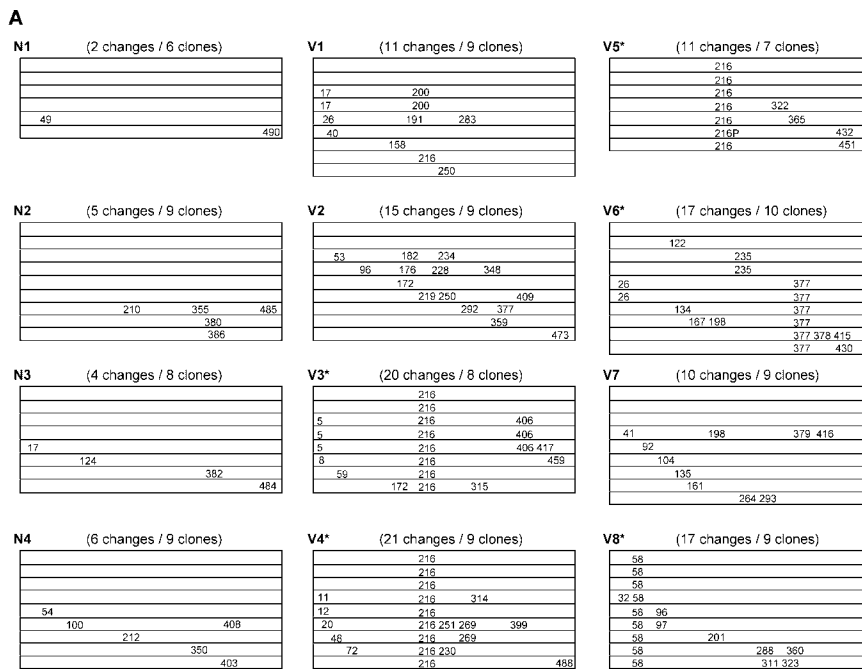 A
N1 (2 changes / 6 clones)
49
490
V1 (11 changes / 9 clones)
17 200
17 200
26 191 283
40
158
216
250
V5* (11 changes / 7 clones)
216
216
216
216 322
216 365
216P 432
216 451
N2 (5 changes / 9 clones)
210 355 485
380
386
V2 (15 changes / 9 clones)
53 182 234
96 176 228 348
172
219 250 409
292 377
359
473
V6* (17 changes / 10 clones)
122
235
235
26 377
26 377
134 377
167 198 377
377 378 415
377 430
N3 (4 changes / 8 clones)
17
124
382
484
V3* (20 changes / 8 clones)
216
216
5 216 406
5 216 406
5 216 406 417
8 216 459
59 216
172 216 315
V7 (10 changes / 9 clones)
41 198 379 416
92
104
135
161
264 293
N4 (6 changes / 9 clones)
54
100 408
212
350
403
V4* (21 changes / 9 clones)
216
216
216
11 216 314
12 216
20 216 251 269 399
46 216 269
72 216 230
216 488
V8* (17 changes / 9 clones)
58
58
58
32 58
58 96
58 97
58 201
58 288 360
58 311 323